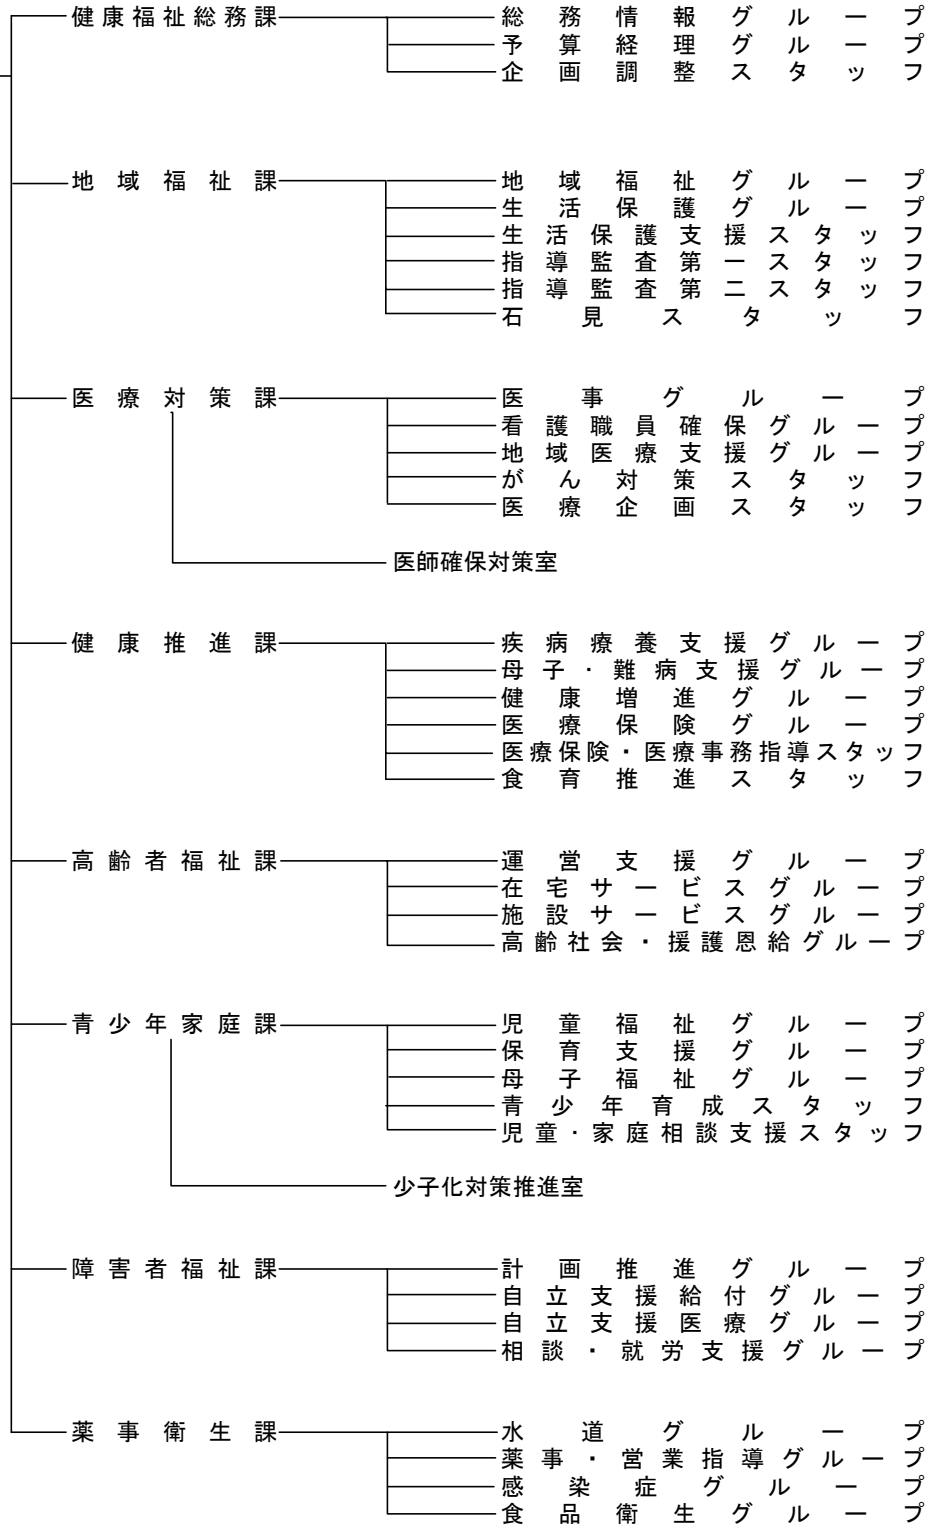 健康福祉総務課 総務情報グループ
予算経理グループ
企画調整スタッフ
地域福祉課 地域福祉グループ
生活保護グループ
生活保護支援スタッフ
指導監査第一スタッフ
指導監査第二スタッフ
石見スタッフ
医療対策課 医事グループ
看護職員確保グループ
地域医療支援グループ
がん対策スタッフ
医療企画スタッフ
医師確保対策室
健康推進課 疾病療養支援グループ
母子・難病支援グループ
健康増進グループ
医療保険グループ
医療保険・医療事務指導スタッフ
食育推進スタッフ
高齢者福祉課 運営支援グループ
在宅サービスグループ
施設サービスグループ
高齢社会・援護恩給グループ
青少年家庭課 児童福祉グループ
保育支援グループ
母子福祉グループ
青少年育成スタッフ
児童・家庭相談支援スタッフ
少子化対策推進室
障害者福祉課 計画推進グループ
自立支援給付グループ
自立支援医療グループ
相談・就労支援グループ
薬事衛生課 水道グループ
薬事・営業指導グループ
感染症グループ
食品衛生グループ